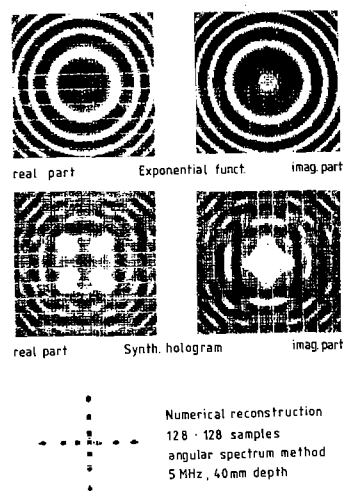 real part Exponential funct. imag. part
real part Synth. hologram imag. part
Numerical reconstruction
128 · 128 samples
angular spectrum method
5 MHz, 40mm depth